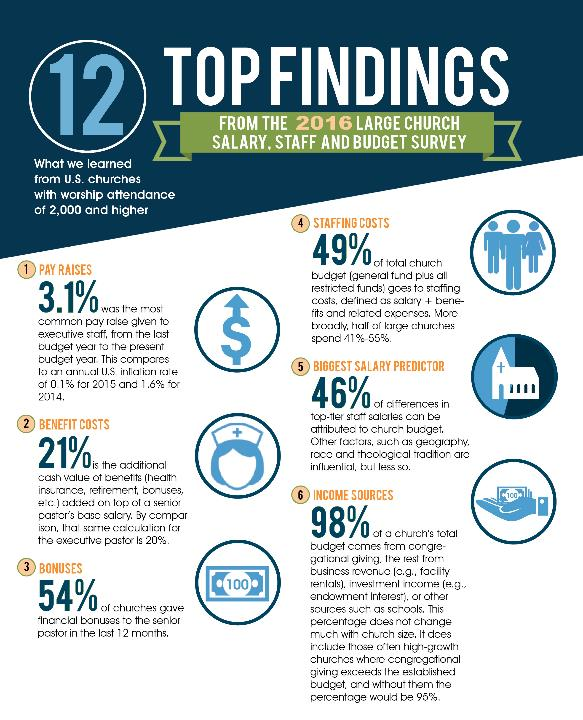 12
TOP FINDINGS
FROM THE 2016 LARGE CHURCH
SALARY, STAFF AND BUDGET SURVEY
What we learned
from U.S. churches
with worship attendance
of 2,000 and higher
1 PAY RAISES
3.1% was the most
common pay raise given to
executive staff, from the last
budget year to the present
budget year. This compares
to an annual U.S. inflation rate
of 0.1% for 2015 and 1.6% for
2014.
2 BENEFIT COSTS
21% is the additional
cash value of benefits (health
insurance, retirement, bonuses,
etc.) added on top of a senior
pastor's base salary. By compar
ison, that same calculation for
the executive pastor is 20%.
3 BONUSES
54% of churches gave
financial bonuses to the senior
pastor in the last 12 months.
100
4 STAFFING COSTS
49% of total church
budget (general fund plus all
restricted funds) goes to staffing
costs, defined as salary + bene-
fits and related expenses. More
broadly, half of large churches
spend 41%-55%.
5 BIGGEST SALARY PREDICTOR
46% of differences in
top-tier staff salaries can be
attributed to church budget.
Other factors, such as geography,
race and theological tradition are
influential, but less so.
6 INCOME SOURCES
98% of a church's total
budget comes from congre-
gational giving, the rest from
business revenue (e.g., facility
rentals), investment income (e.g.,
endowment interest), or other
sources such as schools. This
percentage does not change
much with church size. It does
include those often high-growth
churches where congregational
giving exceeds the established
budget, and without them the
percentage would be 95%.
100